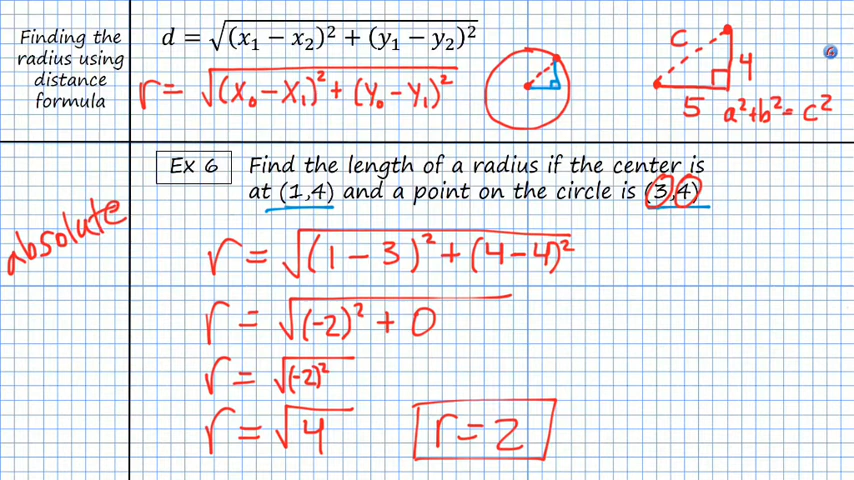 Finding the
radius using
distance
formula
d = √(x₁ − x₂)² + (y₁ − y₂)²
r = √(X₀ − X₁)² + (Y₀ − Y₁)²
c
4
5
a² + b² = c²
Ex 6
Find the length of a radius if the center is
at (1,4) and a point on the circle is (3,4)
absolute
r = √(1 − 3)² + (4 − 4)²
r = √(-2)² + 0
r = √(-2)²
r = √4
r = 2